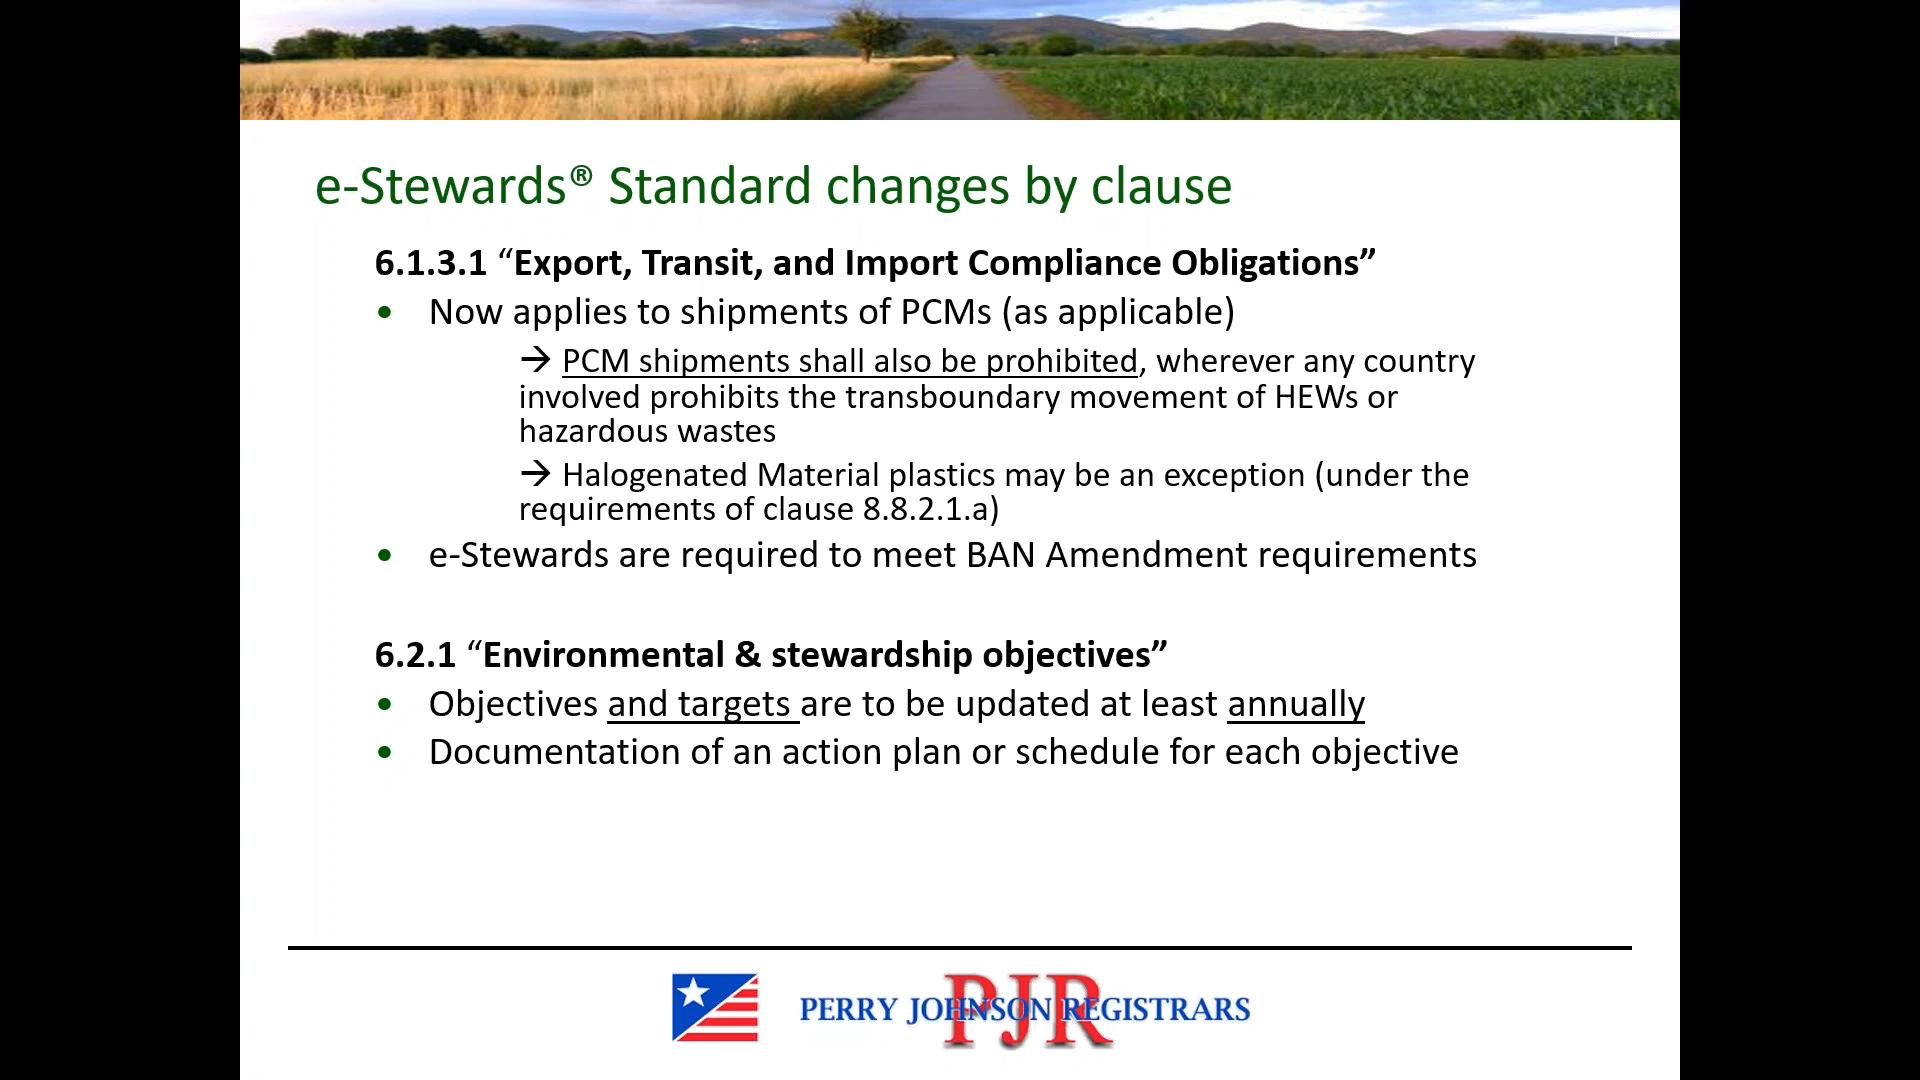 e-Stewards® Standard changes by clause
6.1.3.1 “Export, Transit, and Import Compliance Obligations”
• Now applies to shipments of PCMs (as applicable)
→ PCM shipments shall also be prohibited, wherever any country
involved prohibits the transboundary movement of HEWs or
hazardous wastes
→ Halogenated Material plastics may be an exception (under the
requirements of clause 8.8.2.1.a)
• e-Stewards are required to meet BAN Amendment requirements
6.2.1 “Environmental & stewardship objectives”
• Objectives and targets are to be updated at least annually
• Documentation of an action plan or schedule for each objective
PJR
PERRY JOHNSON REGISTRARS